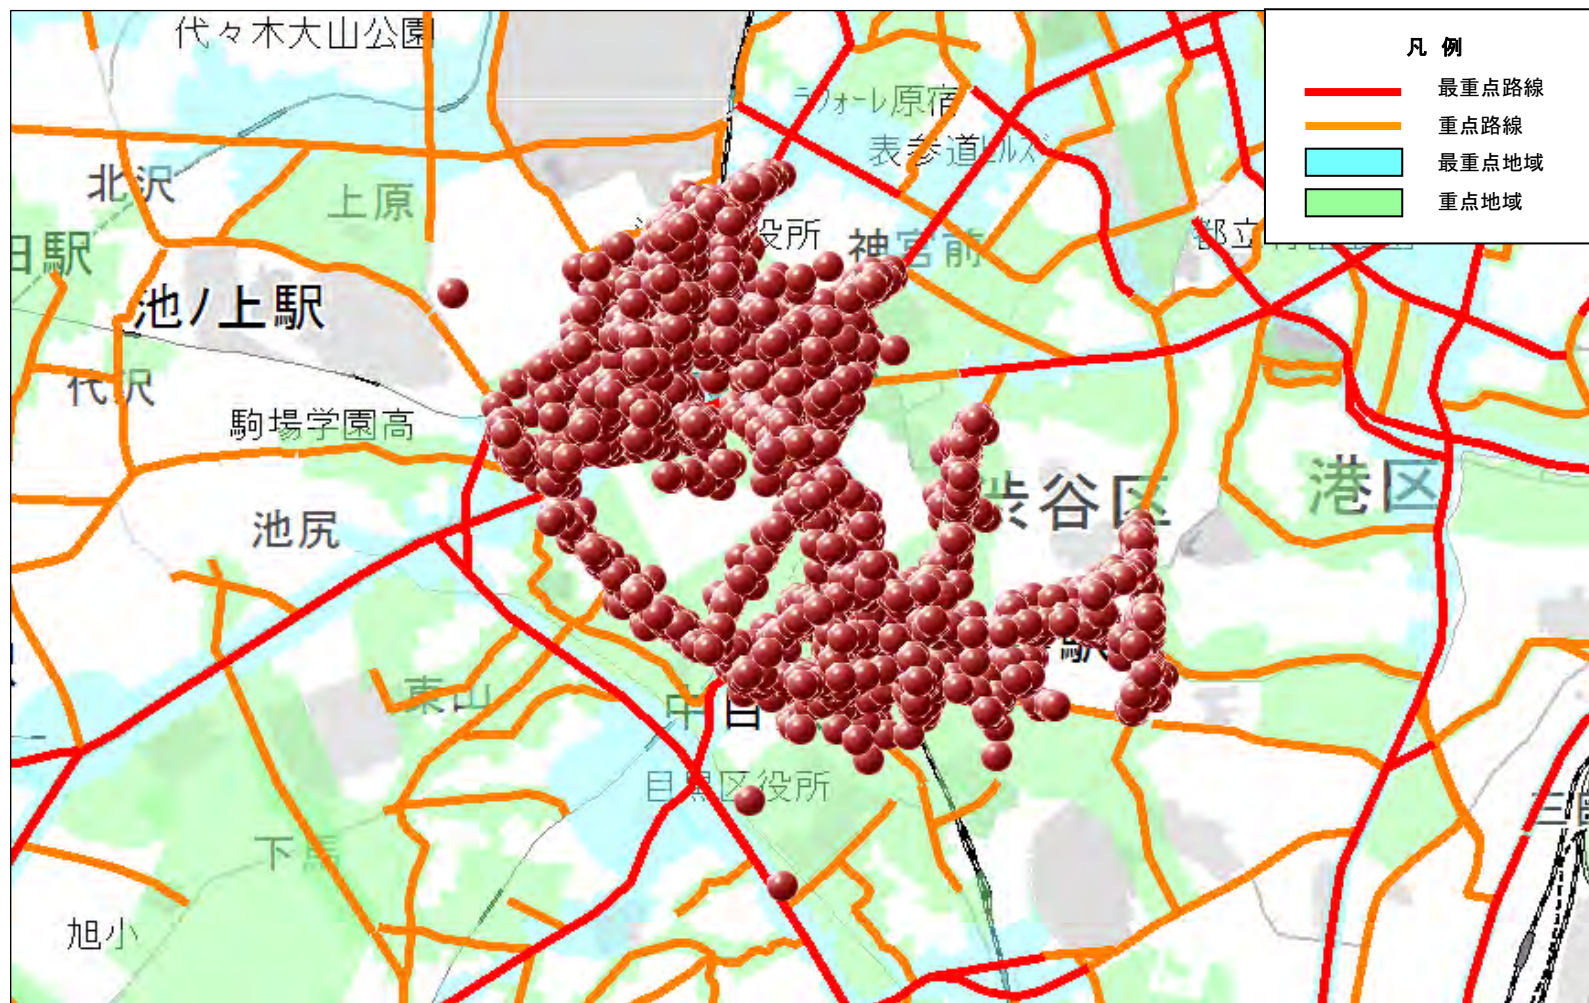 代々木大山公園
凡 例
最重点路線
重点路線
最重点地域
重点地域
ラフォーレ原宿
表参道ヒルズ
北沢
上原
役所
神宮前
都立
田駅
池ノ上駅
代沢
駒場学園高
渋谷区
港区
池尻
駅
東山
中目
目黒区役所
下馬
三田
旭小